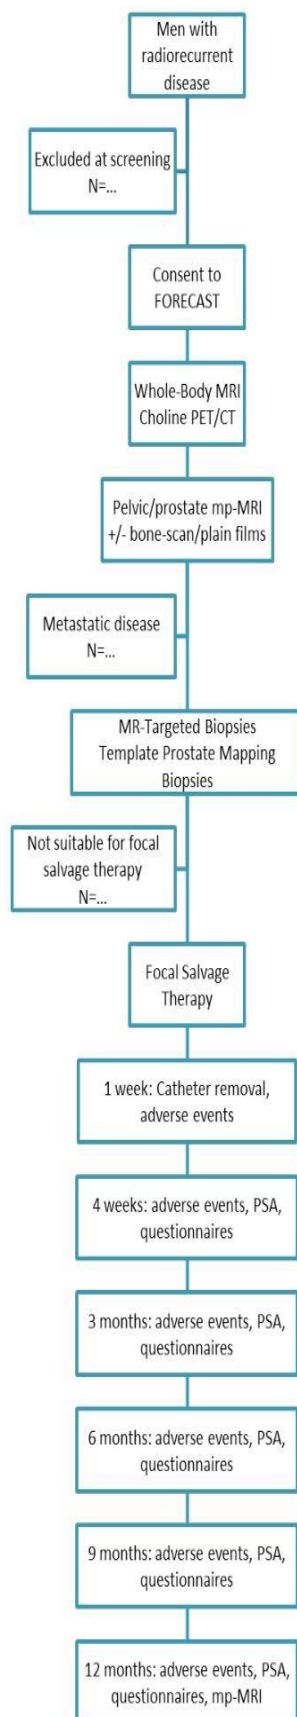 Men with
radiorecurrent
disease
Excluded at screening
N=...
Consent to
FORECAST
Whole-Body MRI
Choline PET/CT
Pelvic/prostate mp-MRI
+/- bone-scan/plain films
Metastatic disease
N=...
MR-Targeted Biopsies
Template Prostate Mapping
Biopsies
Not suitable for focal
salvage therapy
N=...
Focal Salvage
Therapy
1 week: Catheter removal,
adverse events
4 weeks: adverse events, PSA,
questionnaires
3 months: adverse events, PSA,
questionnaires
6 months: adverse events, PSA,
questionnaires
9 months: adverse events, PSA,
questionnaires
12 months: adverse events, PSA,
questionnaires, mp-MRI